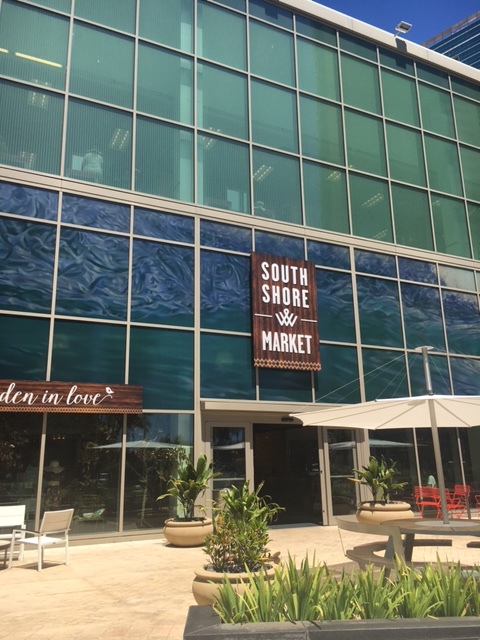 SOUTH
SHORE
W
MARKET
den in love